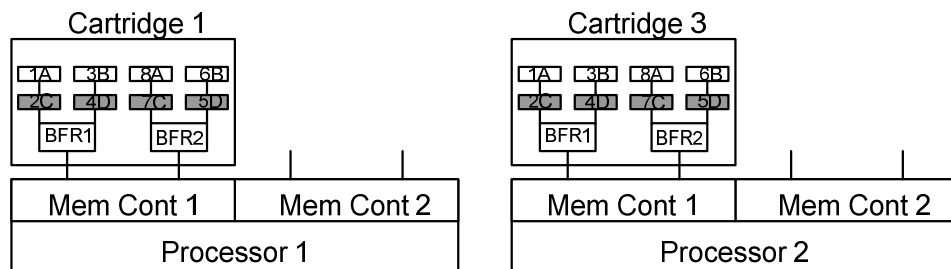 Cartridge 1
Cartridge 3
1A 3B 8A 6B
1A 3B 8A 6B
2C 4D 7C 5D
2C 4D 7C 5D
BFR1 BFR2
BFR1 BFR2
Mem Cont 1 Mem Cont 2
Mem Cont 1 Mem Cont 2
Processor 1
Processor 2